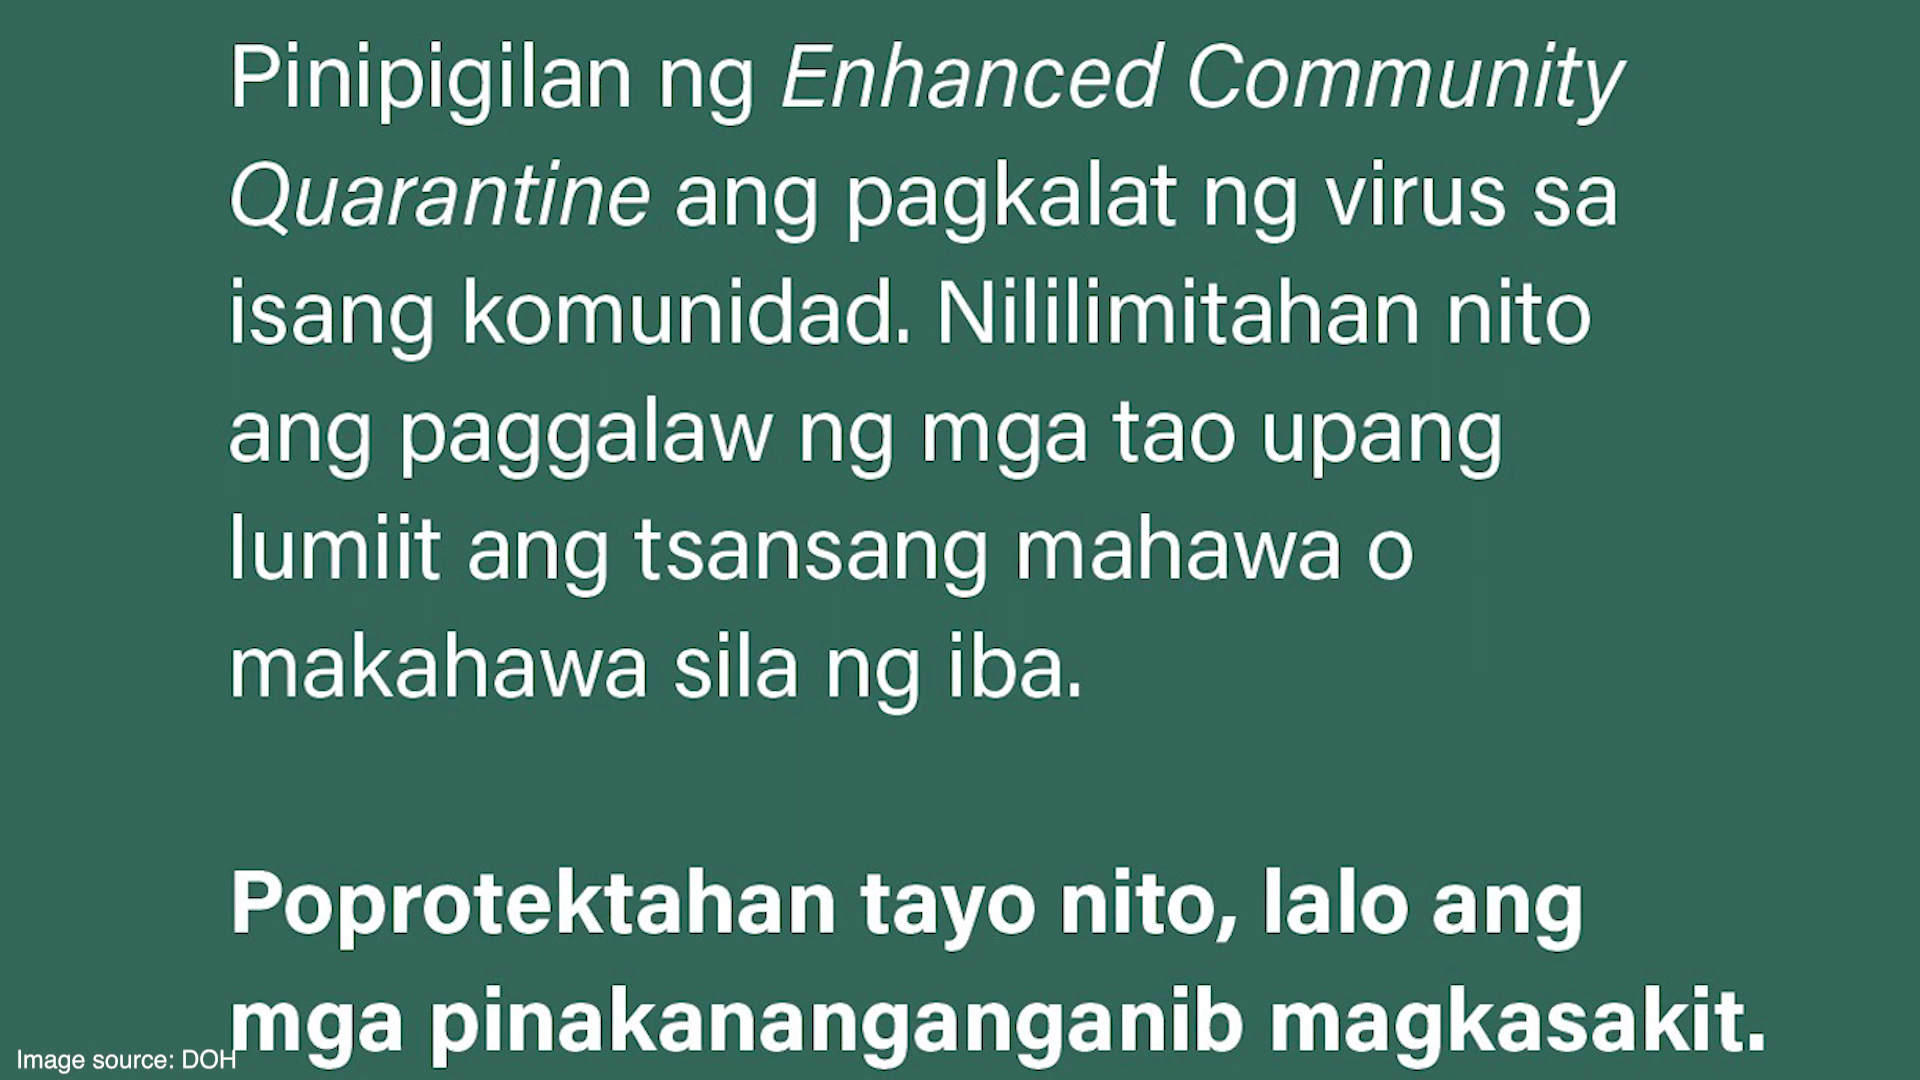 Pinipigilan ng Enhanced Community
Quarantine ang pagkalat ng virus sa
isang komunidad. Nililimitahan nito
ang paggalaw ng mga tao upang
lumiit ang tsansang mahawa o
makahawa sila ng iba.
Poprotektahan tayo nito, lalo ang
mga pinakananganganib magkasakit.
Image source: DOH